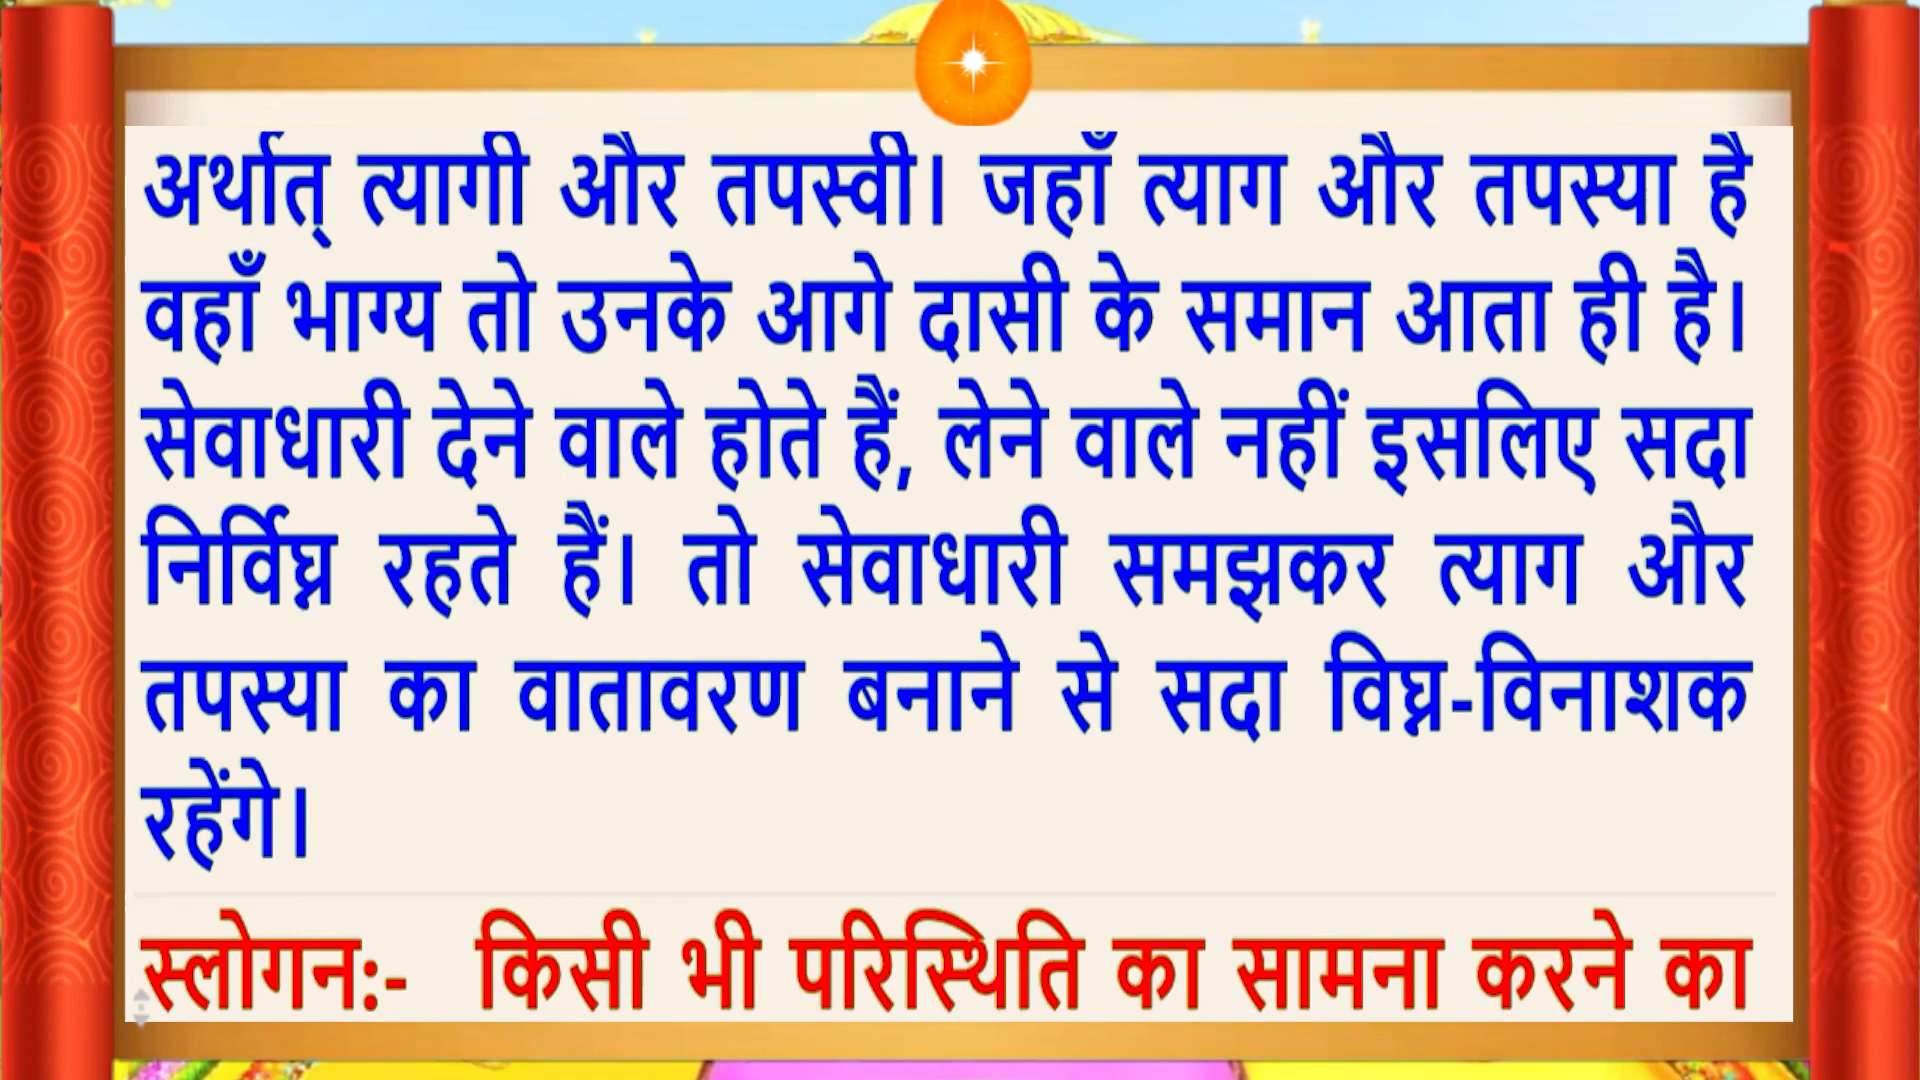 अर्थात् त्यागी और तपस्वी। जहाँ त्याग और तपस्या है
वहाँ भाग्य तो उनके आगे दासी के समान आता ही है।
सेवाधारी देने वाले होते हैं, लेने वाले नहीं इसलिए सदा
निर्विघ्न रहते हैं। तो सेवाधारी समझकर त्याग और
तपस्या का वातावरण बनाने से सदा विघ्न-विनाशक
रहेंगे।
स्लोगन:- किसी भी परिस्थिति का सामना करने का